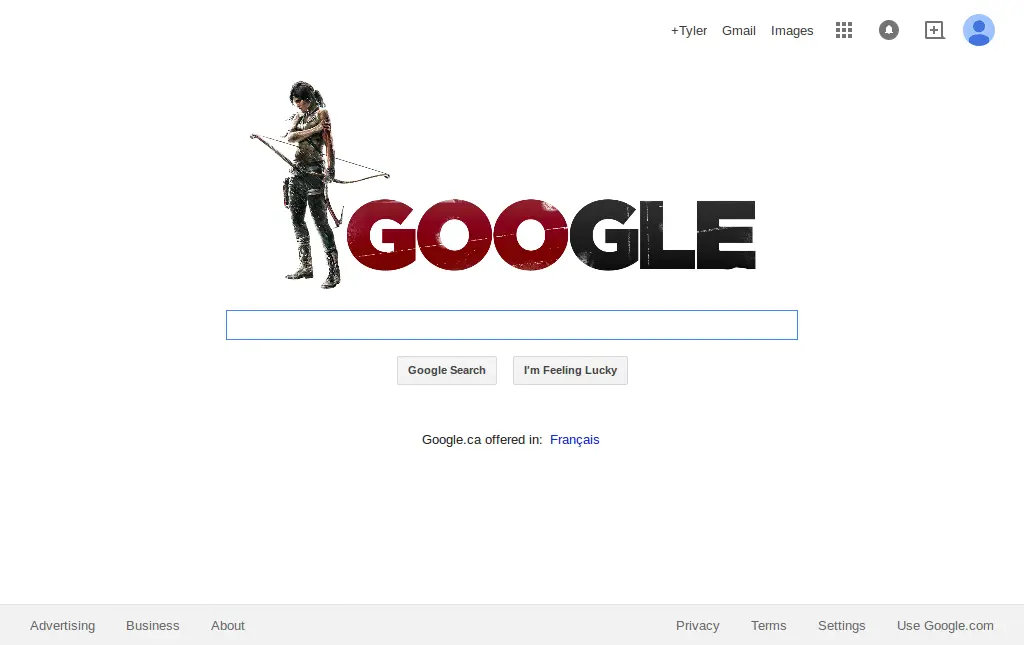 +Tyler Gmail Images
GOOGLE
Google Search I'm Feeling Lucky
Google.ca offered in: Français
Advertising Business About Privacy Terms Settings Use Google.com